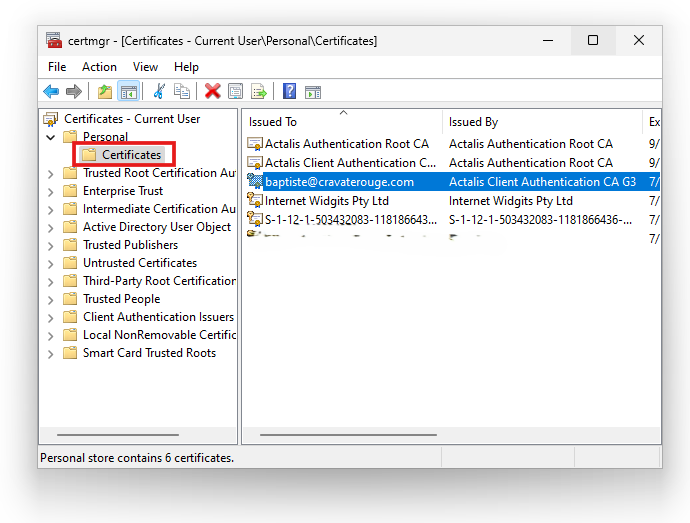 certmgr - [Certificates - Current User\Personal\Certificates]
File Action View Help
Certificates - Current User
Personal
Certificates
Trusted Root Certification Au
Enterprise Trust
Intermediate Certification Au
Active Directory User Object
Trusted Publishers
Untrusted Certificates
Third-Party Root Certification
Trusted People
Client Authentication Issuers
Local NonRemovable Certific
Smart Card Trusted Roots
Issued To Issued By Ex
Actalis Authentication Root CA Actalis Authentication Root CA 9/
Actalis Client Authentication C... Actalis Authentication Root CA 9/
baptiste@cravaterouge.com Actalis Client Authentication CA G3 7/
Internet Widgits Pty Ltd Internet Widgits Pty Ltd 7/
S-1-12-1-503432083-118186643... S-1-12-1-503432083-1181866436-... 7/
7/
Personal store contains 6 certificates.